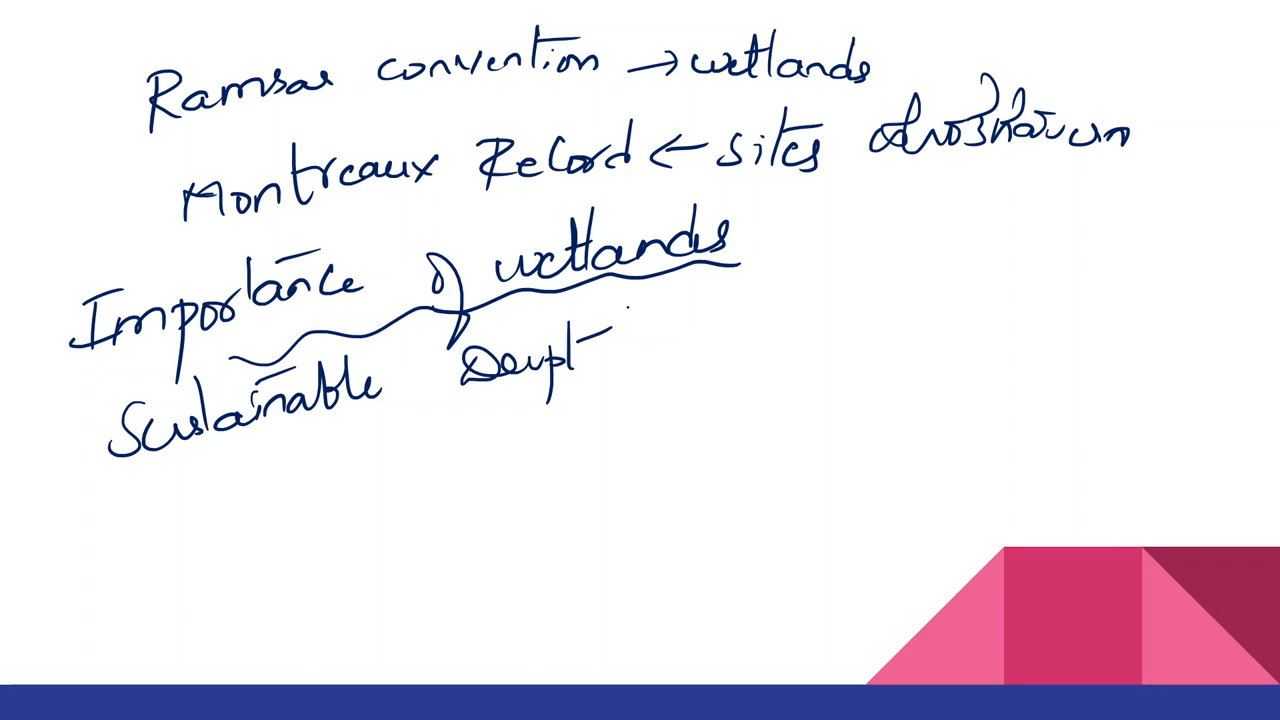 Ramsar convention → wetlands
Montreaux Record ← sites
Importance of wetlands
Sustainable Devpt